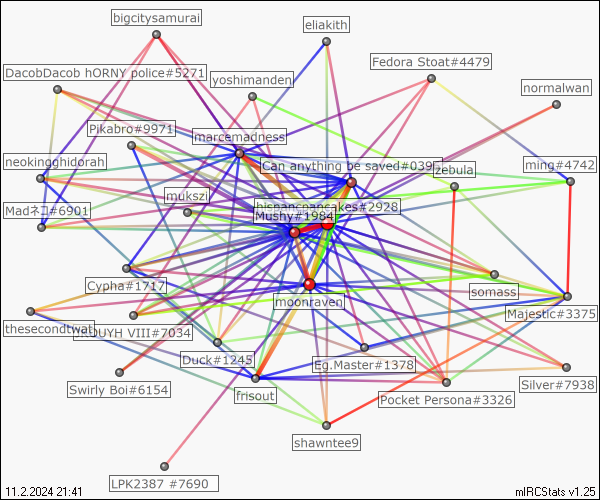 bigcitysamurai
eliakith
Fedora Stoat#4479
DacobDacob hORNY police#5271
yoshimanden
normalwan
Pikabro#9971
marcemadness
neokingghidorah
Can anything be saved#039
zebula
ming#4742
mukszi
Madネコ#6901
hispancpancakes#2928
Mushy#1984
Cypha#1717
somass
moonraven
Majestic#3375
thesecondtwat
OUYH VIII#7034
Duck#1245
Eg.Master#1378
Swirly Boi#6154
frisout
Silver#7938
Pocket Persona#3326
shawntee9
LPK2387 #7690
11.2.2024 21:41
mIRCStats v1.25